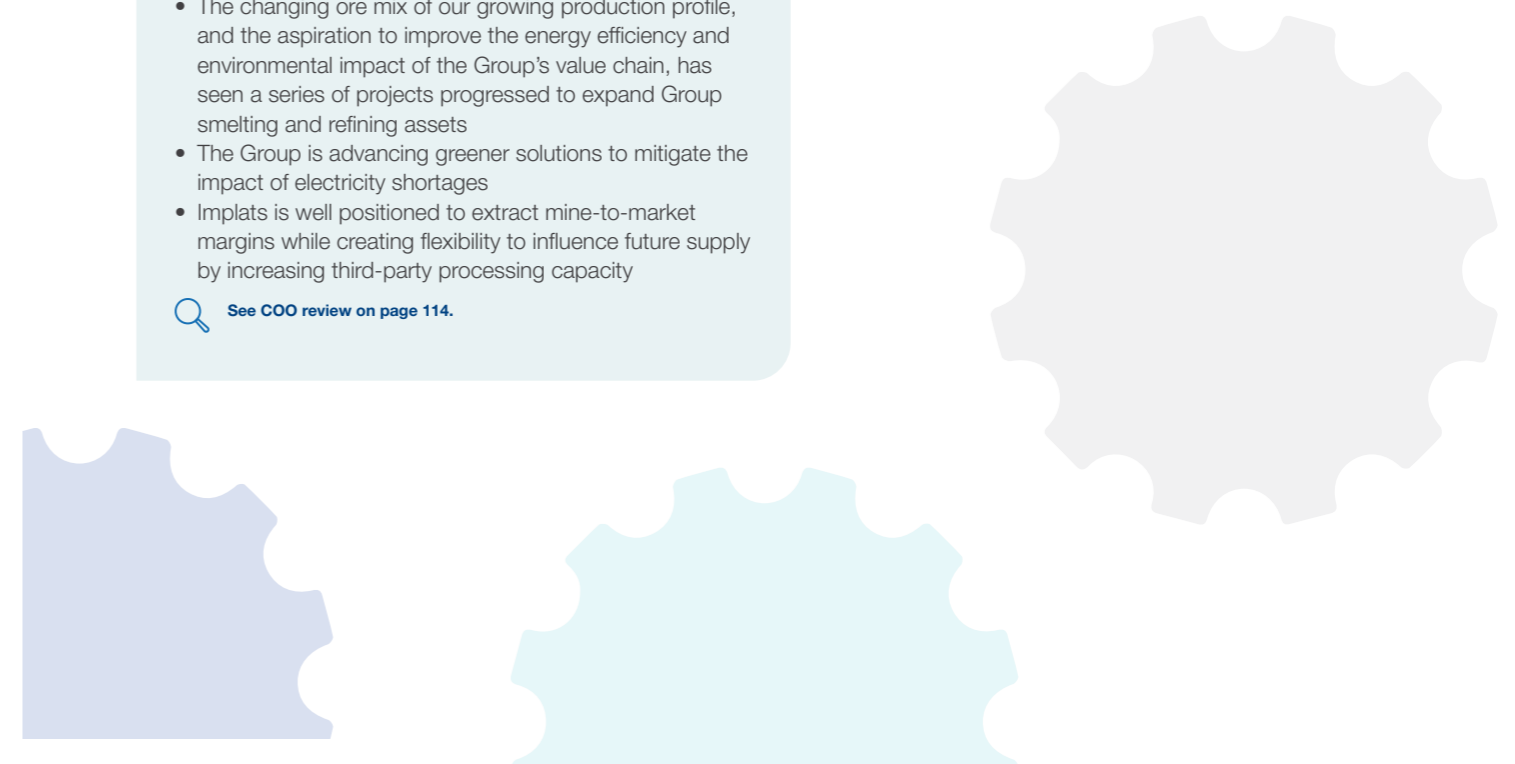 • The changing ore mix of our growing production profile,
and the aspiration to improve the energy efficiency and
environmental impact of the Group’s value chain, has
seen a series of projects progressed to expand Group
smelting and refining assets
• The Group is advancing greener solutions to mitigate the
impact of electricity shortages
• Implats is well positioned to extract mine-to-market
margins while creating flexibility to influence future supply
by increasing third-party processing capacity
See COO review on page 114.